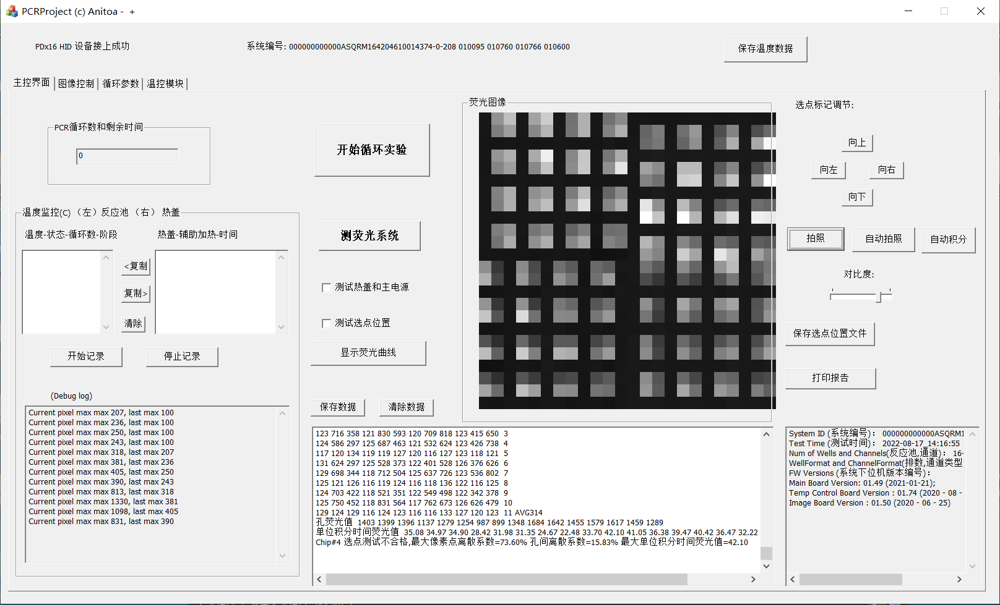 PCRProject (c) Anitoa -  +
PDx16 HID 设备接上成功
系统编号: 000000000000ASQRM164204610014374-0-208 010095 010760 010766 010600
保存温度数据
主控界面 图像控制 循环参数 温控模块
PCR循环数和剩余时间
0
开始循环实验
温度监控(C) （左）反应池 （右） 热盖
温度-状态-循环数-阶段
热盖-辅助加热-时间
<复制
复制>
清除
开始记录
停止记录
测荧光系统
测试热盖和主电源
测试选点位置
显示荧光曲线
保存数据
清除数据
荧光图像
选点标记调节:
向上
向左
向右
向下
拍照
自动拍照
自动积分
对比度:
保存选点位置文件
打印报告
(Debug log)
Current pixel max max 207, last max 100
Current pixel max max 236, last max 100
Current pixel max max 250, last max 100
Current pixel max max 243, last max 100
Current pixel max max 318, last max 207
Current pixel max max 381, last max 236
Current pixel max max 405, last max 250
Current pixel max max 390, last max 243
Current pixel max max 813, last max 318
Current pixel max max 1330, last max 381
Current pixel max max 1098, last max 405
Current pixel max max 831, last max 390
123 716 358 121 830 593 120 709 818 123 415 650  3
124 586 297 125 687 463 121 532 624 123 426 738  4
117 120 134 119 119 127 120 116 127 123 118 121  5
131 624 297 125 528 373 122 401 528 126 376 626  6
129 698 344 118 712 504 125 637 726 123 536 802  7
125 121 126 116 119 124 116 118 136 122 116 125  8
124 703 422 118 521 351 122 549 498 122 342 378  9
125 750 452 118 831 564 117 762 673 126 626 479  10
129 124 129 116 124 123 116 116 133 127 120 123  11 AVG314
孔荧光值  1403 1399 1396 1137 1279 1254 987 899 1348 1684 1642 1455 1579 1617 1459 1289
单位积分时间荧光值  35.08 34.97 34.90 28.42 31.98 31.35 24.67 22.48 33.70 42.10 41.05 36.38 39.47 40.42 36.47 32.22
Chip#4 选点测试不合格,最大像素点离散系数=73.60% 孔间离散系数=15.83% 最大单位积分时间荧光值=42.10
System ID (系统编号)： 000000000000ASQRM1
Test Time (测试时间)： 2022-08-17_14:16:55
Num of Wells and Channels(反应池,通道)： 16-
WellFormat and ChannelFormat(排数,通道类型
FW Versions (系统下位机版本编号)：
Main Board Version: 01.49 (2021-01-21);
Temp Control Board Version : 01.74 (2020 - 08 -
Image Board Version : 01.50 (2020 - 06 - 25)